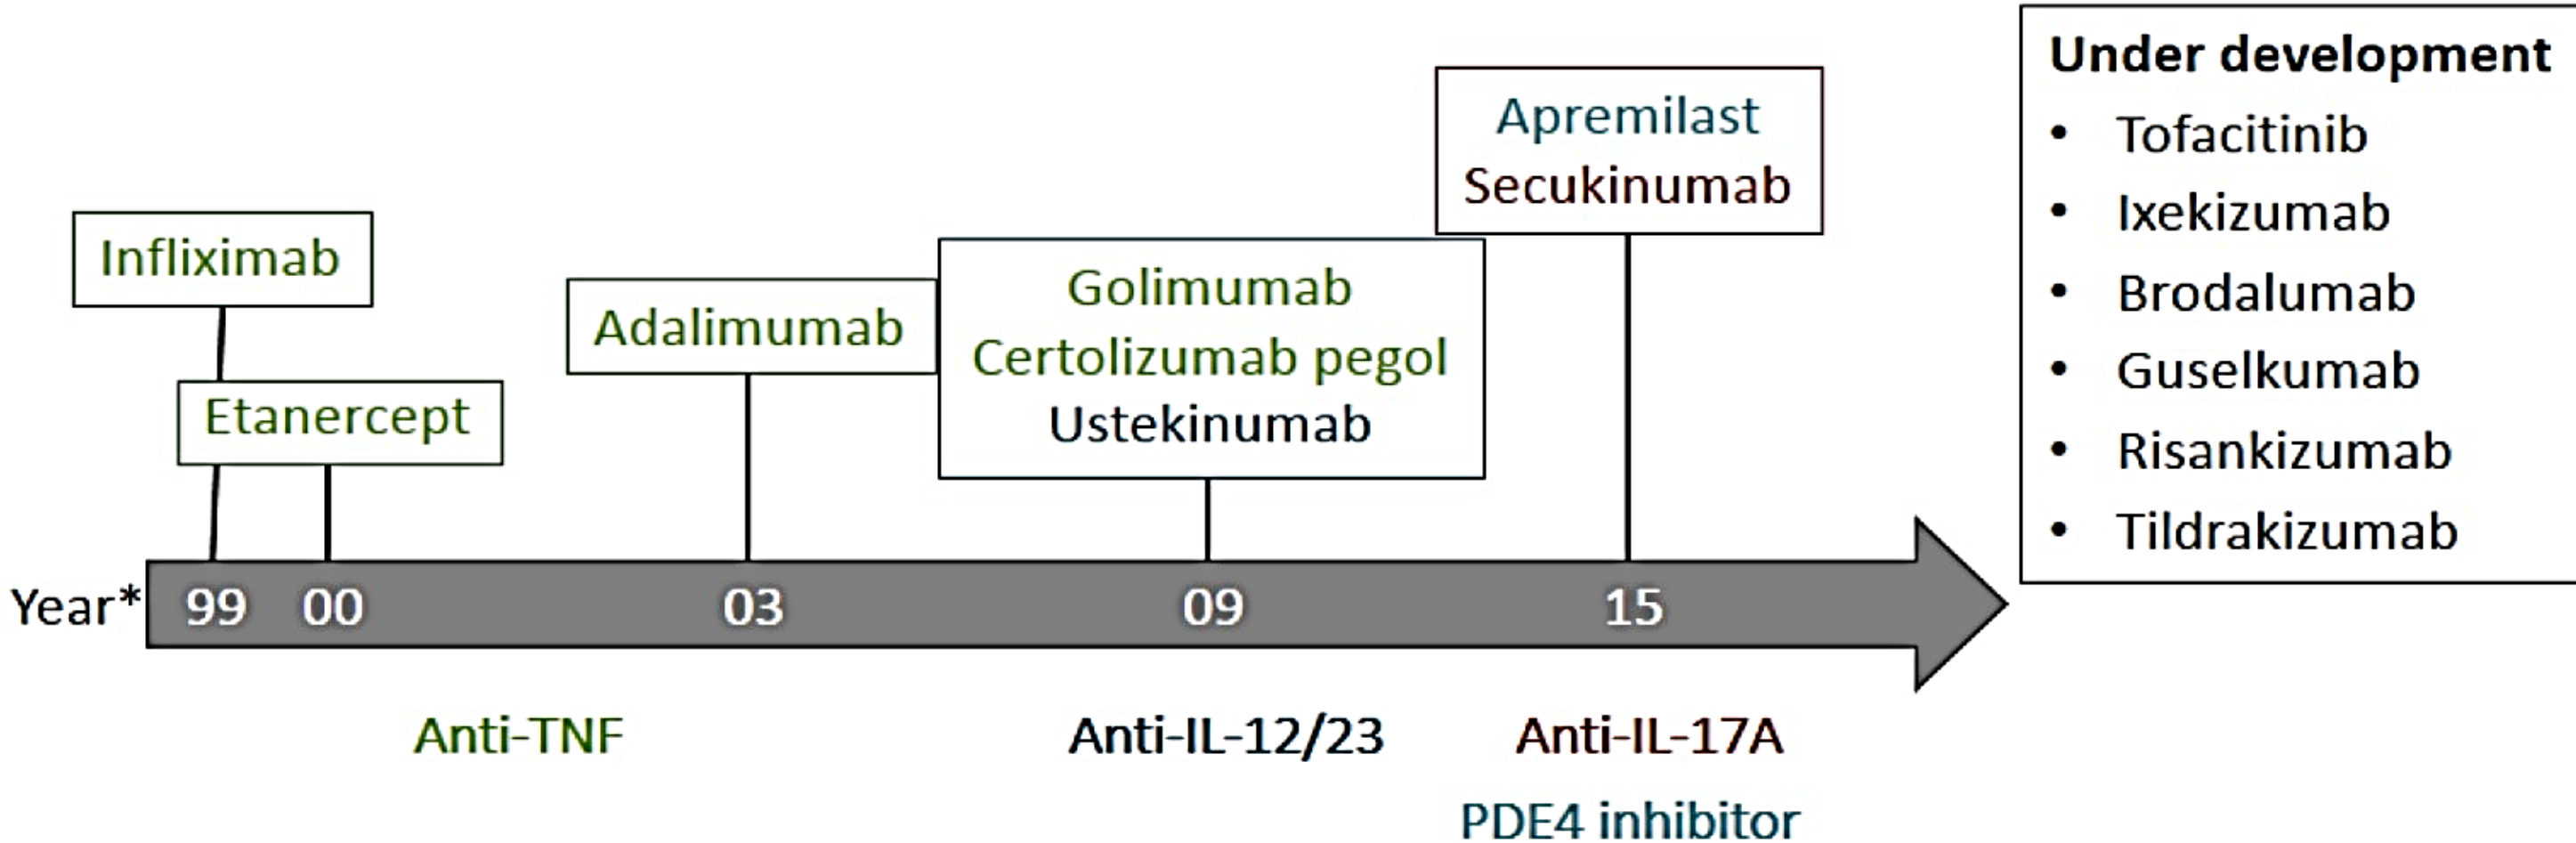 Infliximab
Etanercept
Adalimumab
Golimumab
Certolizumab pegol
Ustekinumab
Apremilast
Secukinumab
Year* 99 00 03 09 15
Anti-TNF
Anti-IL-12/23
Anti-IL-17A
PDE4 inhibitor
Under development
• Tofacitinib
• Ixekizumab
• Brodalumab
• Guselkumab
• Risankizumab
• Tildrakizumab